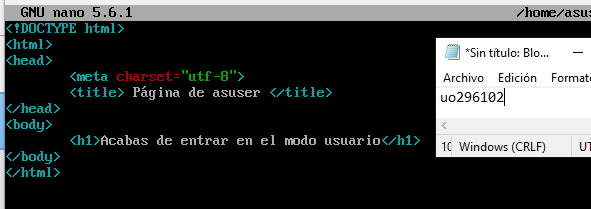 GNU nano 5.6.1 /home/asus
<!DOCTYPE html>
<html>
<head>
<meta charset="utf-8">
<title> Página de asuser </title>
</head>
<body>
<h1>Acabas de entrar en el modo usuario</h1>
</body>
</html>
*Sin título: Blo...
Archivo Edición Formato
uo296102
Windows (CRLF) UT